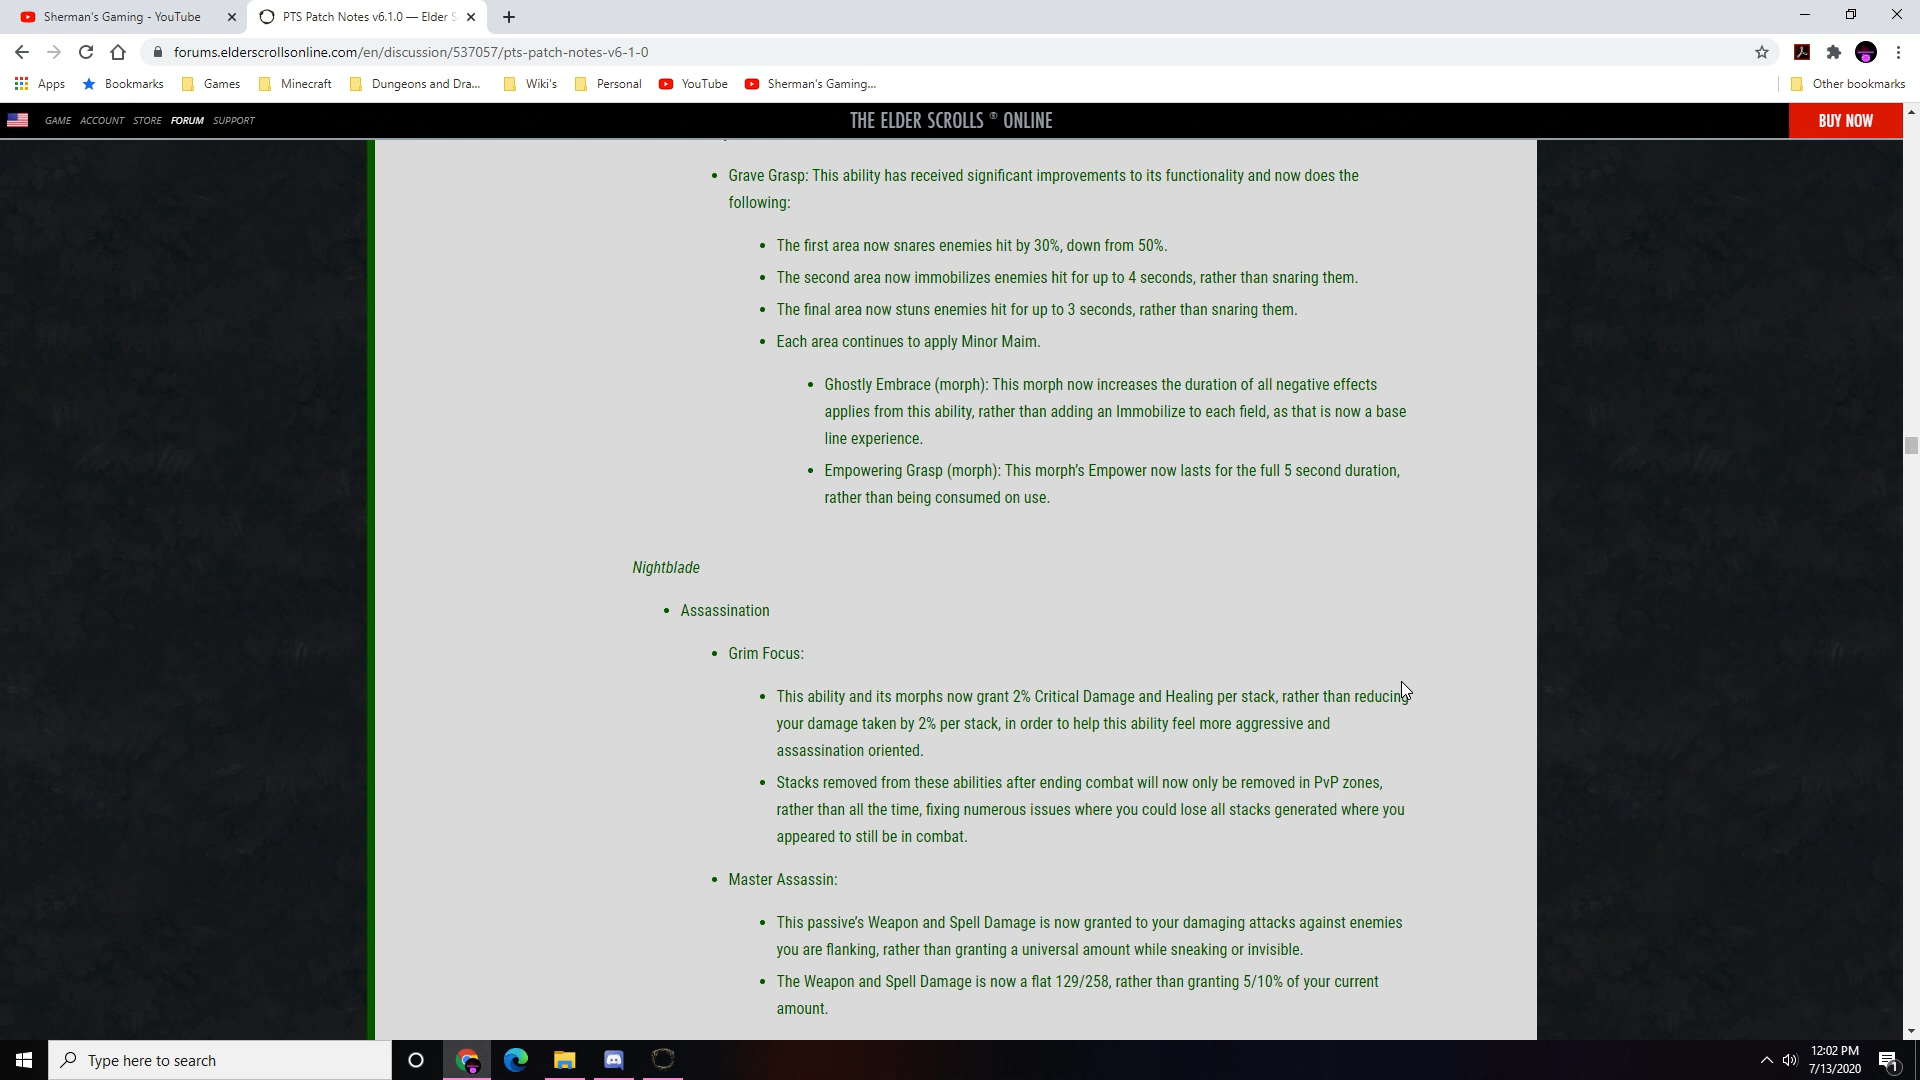 Sherman's Gaming - YouTube
PTS Patch Notes v6.1.0 — Elder S
forums.elderscrollsonline.com/en/discussion/537057/pts-patch-notes-v6-1-0
Apps Bookmarks Games Minecraft Dungeons and Dra... Wiki's Personal YouTube Sherman's Gaming... Other bookmarks
GAME ACCOUNT STORE FORUM SUPPORT THE ELDER SCROLLS ® ONLINE BUY NOW
Grave Grasp: This ability has received significant improvements to its functionality and now does the
following:
The first area now snares enemies hit by 30%, down from 50%.
The second area now immobilizes enemies hit for up to 4 seconds, rather than snaring them.
The final area now stuns enemies hit for up to 3 seconds, rather than snaring them.
Each area continues to apply Minor Maim.
Ghostly Embrace (morph): This morph now increases the duration of all negative effects
applies from this ability, rather than adding an Immobilize to each field, as that is now a base
line experience.
Empowering Grasp (morph): This morph's Empower now lasts for the full 5 second duration,
rather than being consumed on use.
Nightblade
Assassination
Grim Focus:
This ability and its morphs now grant 2% Critical Damage and Healing per stack, rather than reducing
your damage taken by 2% per stack, in order to help this ability feel more aggressive and
assassination oriented.
Stacks removed from these abilities after ending combat will now only be removed in PvP zones,
rather than all the time, fixing numerous issues where you could lose all stacks generated where you
appeared to still be in combat.
Master Assassin:
This passive's Weapon and Spell Damage is now granted to your damaging attacks against enemies
you are flanking, rather than granting a universal amount while sneaking or invisible.
The Weapon and Spell Damage is now a flat 129/258, rather than granting 5/10% of your current
amount.
Type here to search
12:02 PM
7/13/2020
1